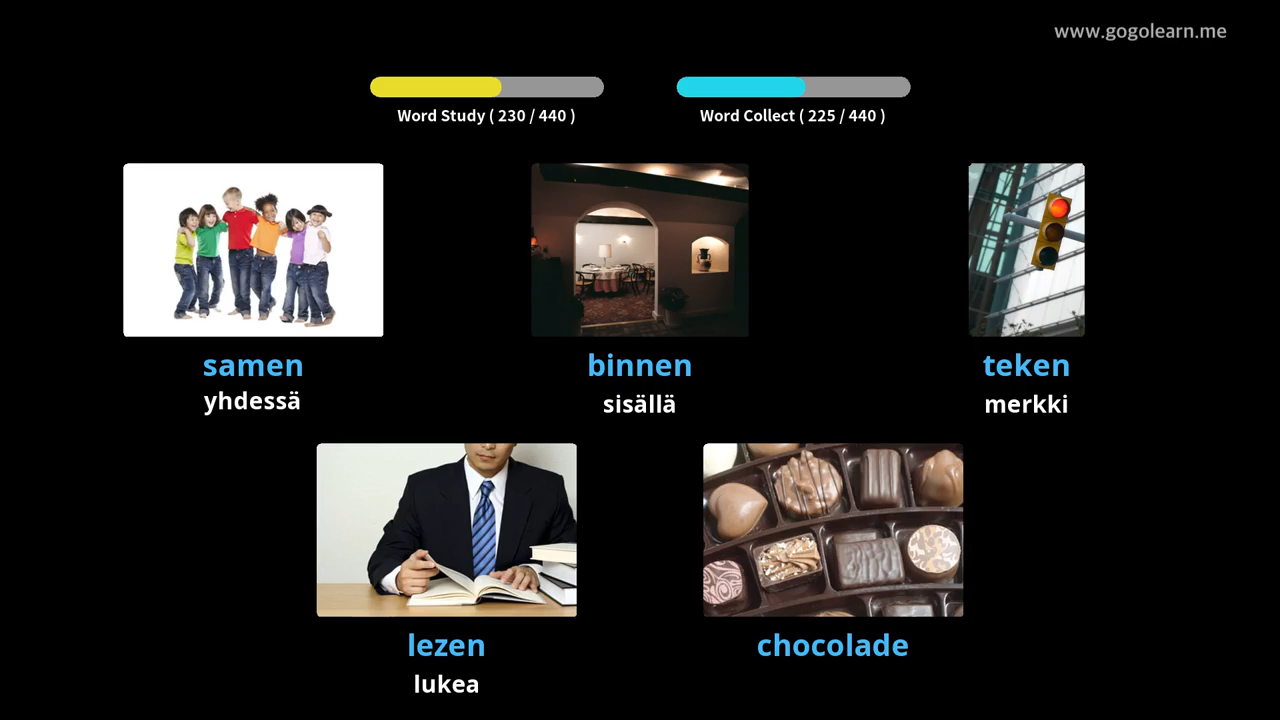 www.gogolearn.me
Word Study ( 230 / 440 )
Word Collect ( 225 / 440 )
samen
yhdessä
binnen
sisällä
teken
merkki
lezen
lukea
chocolade